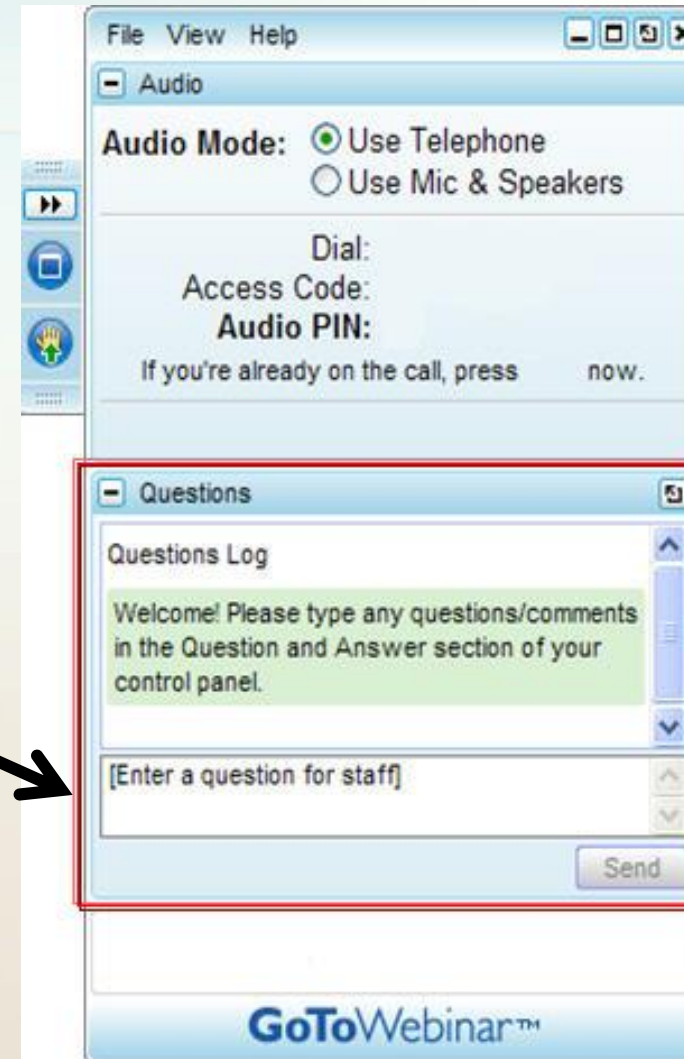 File View Help
Audio
Audio Mode: Use Telephone
Use Mic & Speakers
Dial:
Access Code:
Audio PIN:
If you're already on the call, press now.
Questions
Questions Log
Welcome! Please type any questions/comments
in the Question and Answer section of your
control panel.
[Enter a question for staff]
Send
GoToWebinar™